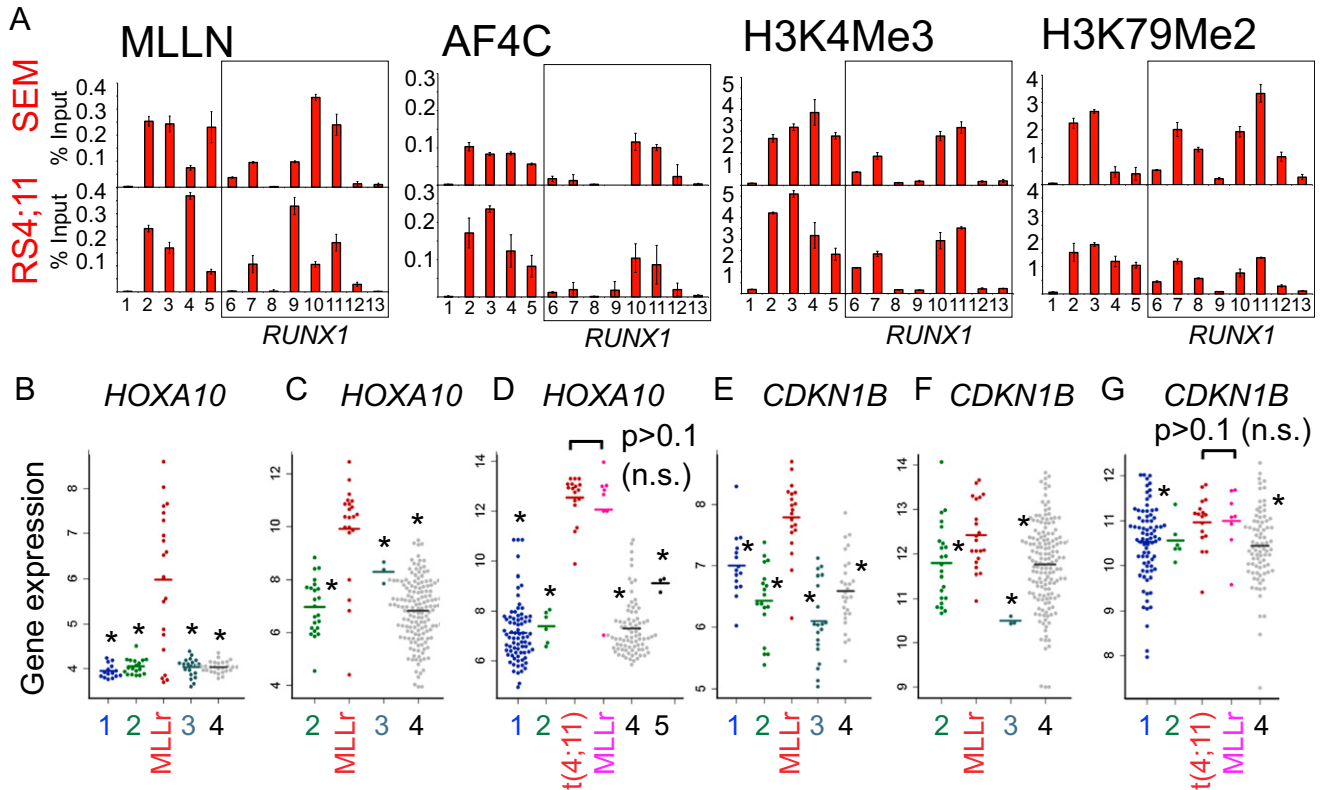 A
MLLN AF4C H3K4Me3 H3K79Me2
SEM
% Input
0.4 0.3 0.2 0.1
0.3 0.1
5 4 3 2 1
4 3 2 1
RS4;11
% Input
0.4 0.3 0.2 0.1
0.3 0.2 0.1
5 4 3 2 1
4 3 2 1
1 2 3 4 5 6 7 8 9 10 11 12 13
1 2 3 4 5 6 7 8 9 10 11 12 13
1 2 3 4 5 6 7 8 9 10 11 12 13
1 2 3 4 5 6 7 8 9 10 11 12 13
RUNX1 RUNX1 RUNX1 RUNX1
Gene expression
B HOXA10
8 7 6 5 4
* * * *
1 2 MLLr 3 4
C HOXA10
12 10 8 6 4
* * *
2 MLLr 3 4
D HOXA10
p>0.1
(n.s.)
14 12 10 8 6
* * * *
1 2 t(4;11) MLLr 4 5
E CDKN1B
8 7 6 5
* * * *
1 2 MLLr 3 4
F CDKN1B
14 13 12 11 10 9
* * *
2 MLLr 3 4
G CDKN1B
p>0.1 (n.s.)
12 11 10 9 8
* *
1 2 t(4;11) MLLr 4